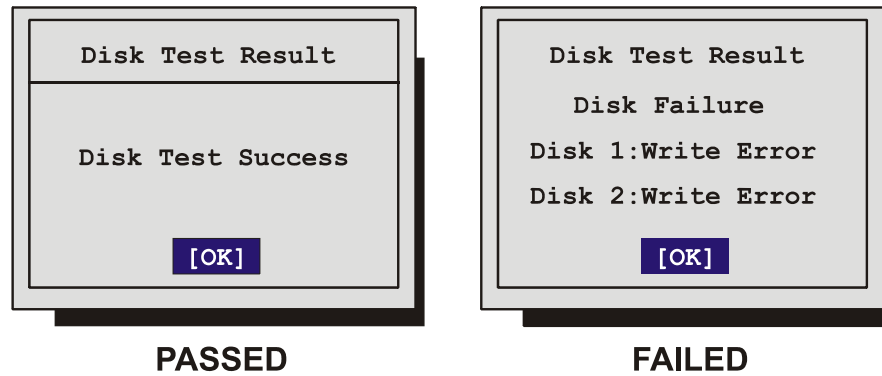 Disk Test Result
Disk Test Success
[OK]
PASSED
Disk Test Result
Disk Failure
Disk 1:Write Error
Disk 2:Write Error
[OK]
FAILED